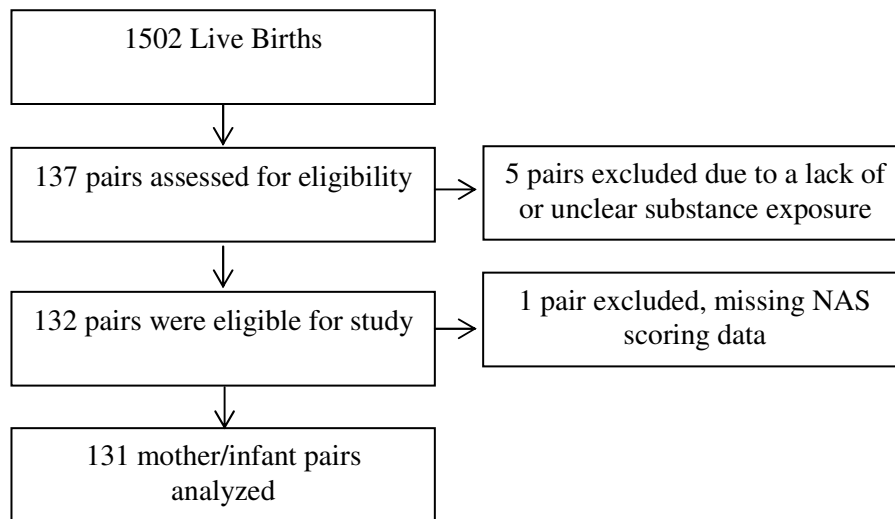 1502 Live Births
137 pairs assessed for eligibility
5 pairs excluded due to a lack of
or unclear substance exposure
132 pairs were eligible for study
1 pair excluded, missing NAS
scoring data
131 mother/infant pairs
analyzed